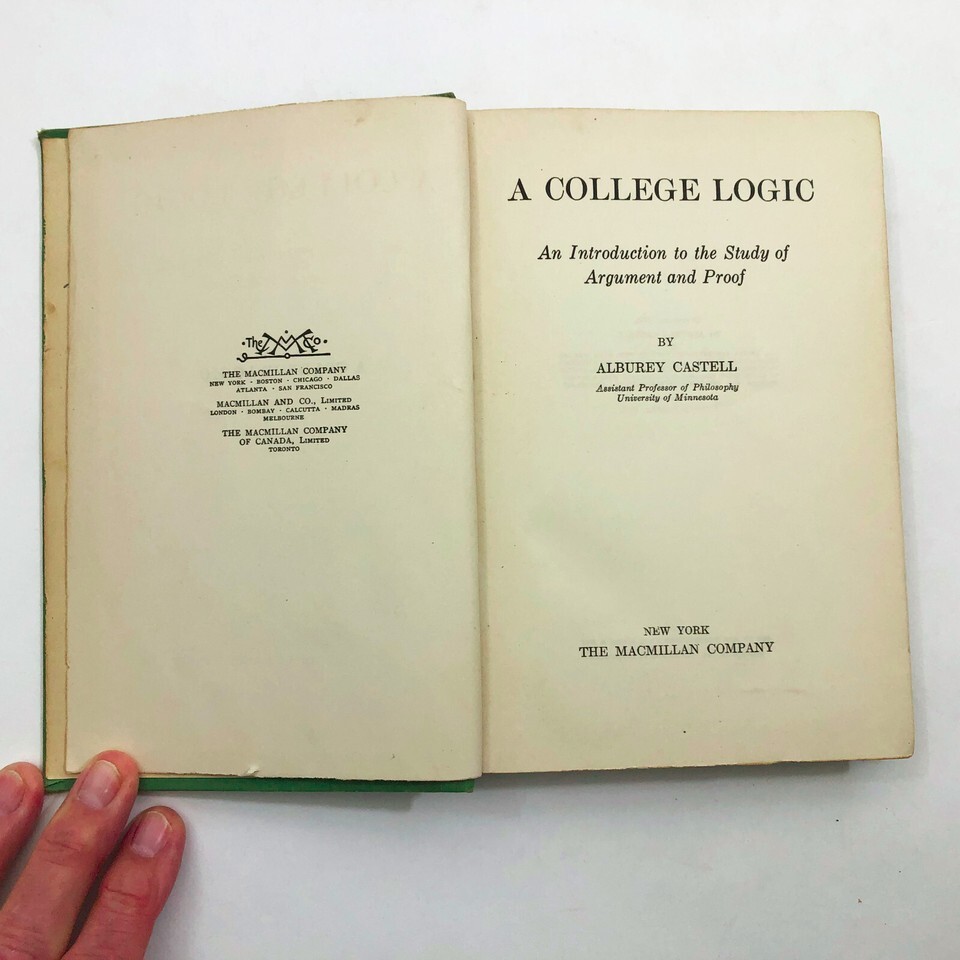 ·The M Co·
THE MACMILLAN COMPANY
NEW YORK · BOSTON · CHICAGO · DALLAS
ATLANTA · SAN FRANCISCO
MACMILLAN AND CO., LIMITED
LONDON · BOMBAY · CALCUTTA · MADRAS
MELBOURNE
THE MACMILLAN COMPANY
OF CANADA, LIMITED
TORONTO
A COLLEGE LOGIC
An Introduction to the Study of
Argument and Proof
BY
ALBUREY CASTELL
Assistant Professor of Philosophy
University of Minnesota
NEW YORK
THE MACMILLAN COMPANY